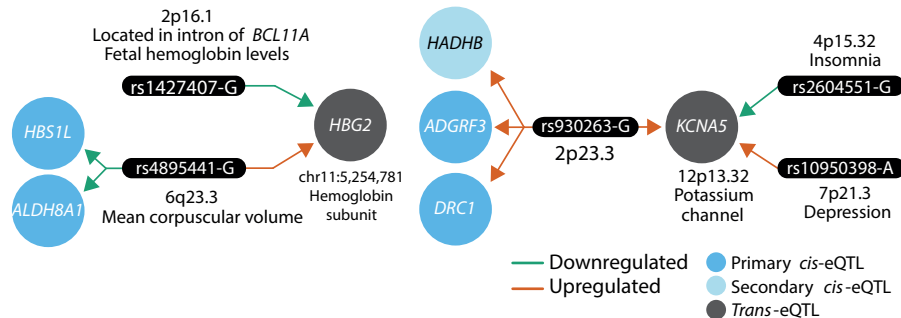 2p16.1
Located in intron of BCL11A
Fetal hemoglobin levels
rs1427407-G
HBS1L
ALDH8A1
rs4895441-G
6q23.3
Mean corpuscular volume
HBG2
chr11:5,254,781
Hemoglobin
subunit
HADHB
ADGRF3
DRC1
rs930263-G
2p23.3
KCNA5
12p13.32
Potassium
channel
4p15.32
Insomnia
rs2604551-G
rs10950398-A
7p21.3
Depression
Downregulated
Upregulated
Primary cis-eQTL
Secondary cis-eQTL
Trans-eQTL